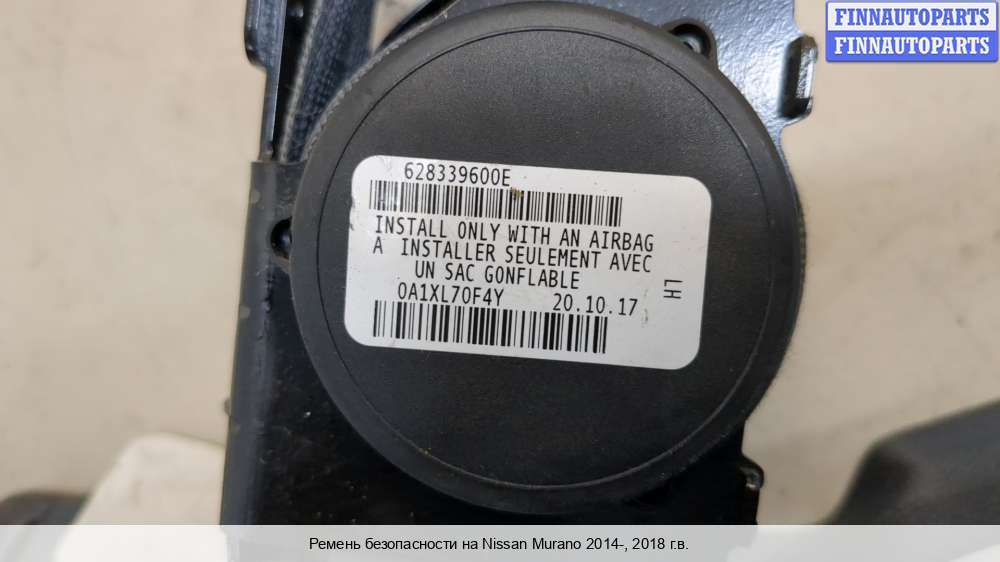 FINNAUTOPARTS
FINNAUTOPARTS
628339600E
INSTALL ONLY WITH AN AIRBAG
A INSTALLER SEULEMENT AVEC
UN SAC GONFLABLE
LH
0A1XL70F4Y 20.10.17
Ремень безопасности на Nissan Murano 2014-, 2018 г.в.